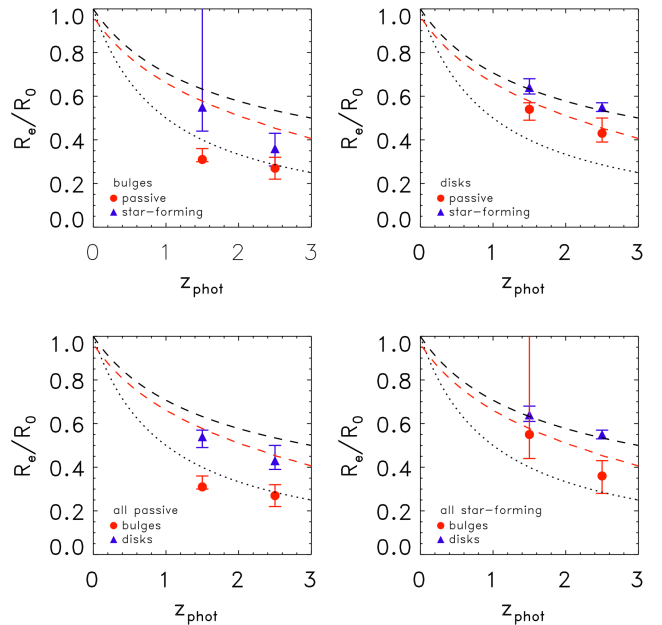 1.0
0.8
0.6
0.4
0.2
0.0
R_e/R_0
bulges
passive
star-forming
0 1 2 3
z_phot
1.0
0.8
0.6
0.4
0.2
0.0
R_e/R_0
disks
passive
star-forming
0 1 2 3
z_phot
1.0
0.8
0.6
0.4
0.2
0.0
R_e/R_0
all passive
bulges
disks
0 1 2 3
z_phot
1.0
0.8
0.6
0.4
0.2
0.0
R_e/R_0
all star-forming
bulges
disks
0 1 2 3
z_phot